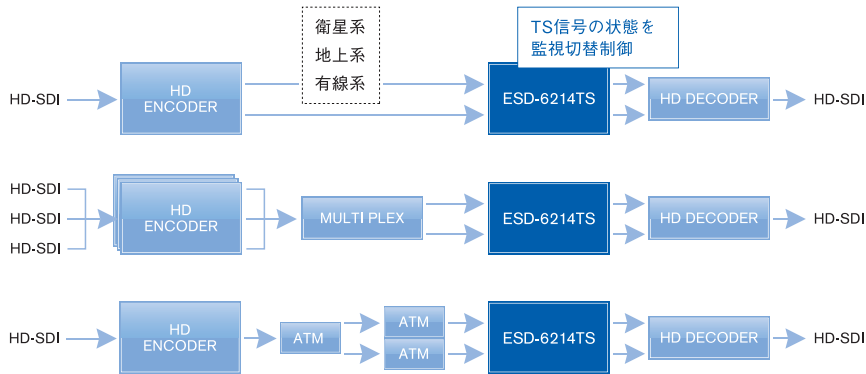 衛星系
地上系
有線系
TS信号の状態を
監視切替制御
HD-SDI
HD
ENCODER
ESD-6214TS
HD DECODER
HD-SDI
HD-SDI
HD-SDI
HD-SDI
HD
ENCODER
MULTI PLEX
ESD-6214TS
HD DECODER
HD-SDI
HD-SDI
HD
ENCODER
ATM
ATM
ATM
ESD-6214TS
HD DECODER
HD-SDI